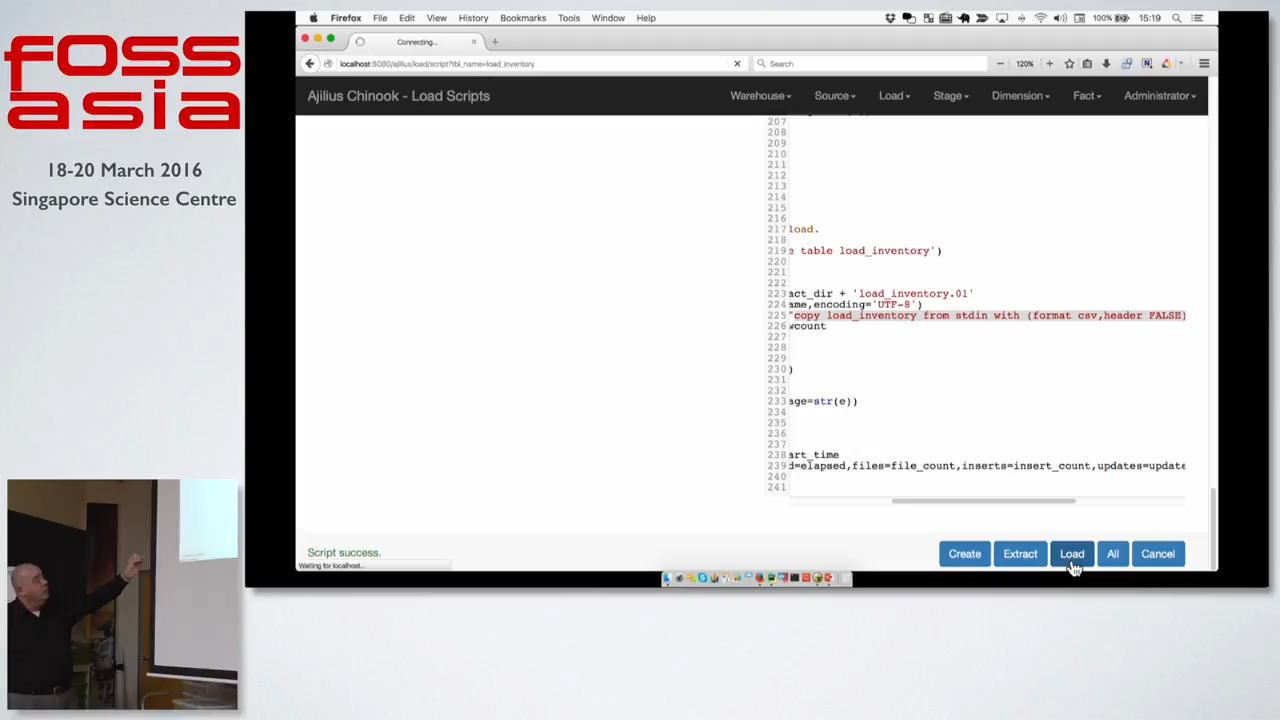 FOSS
asia
18-20 March 2016
Singapore Science Centre
Firefox File Edit View History Bookmarks Tools Window Help
100% 15:19
Connecting...
localhost:8080/ajilius/load/script?tbl_name=load_inventory
Search
120%
Ajilius Chinook - Load Scripts
Warehouse Source Load Stage Dimension Fact Administrator
207
208
209
210
211
212
213
214
215
216
217 load.
218
219 e table load_inventory')
220
221
222
223 act_dir + 'load_inventory.01'
224 ame,encoding='UTF-8')
225 "copy load_inventory from stdin with (format csv,header FALSE)
226 wcount
227
228
229
230 )
231
232
233 age=str(e))
234
235
236
237
238 art_time
239 d=elapsed,files=file_count,inserts=insert_count,updates=update
240
241
Script success.
Create Extract Load All Cancel
Waiting for localhost...